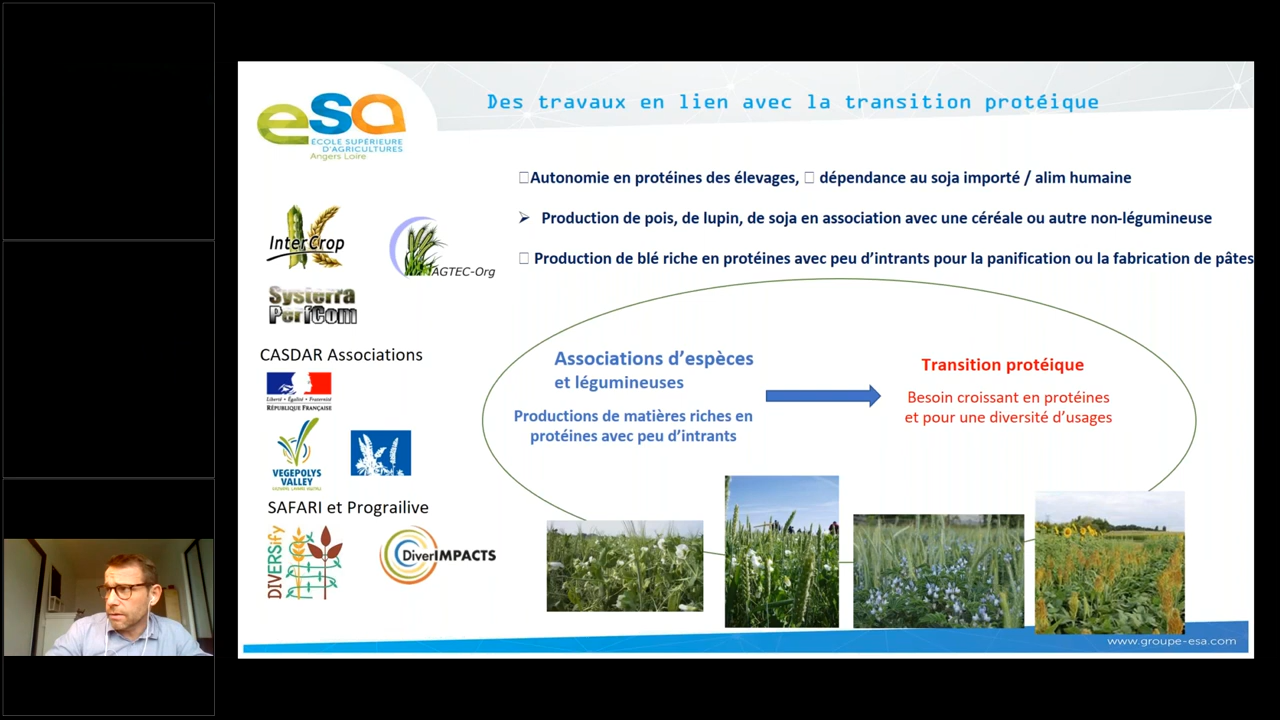 esa
ÉCOLE SUPÉRIEURE
D'AGRICULTURES
Angers Loire
Des travaux en lien avec la transition protéique
Autonomie en protéines des élevages, dépendance au soja importé / alim humaine
Production de pois, de lupin, de soja en association avec une céréale ou autre non-légumineuse
Production de blé riche en protéines avec peu d'intrants pour la panification ou la fabrication de pâtes
InterCrop
AGTEC-Org
Systerra
PerfCom
CASDAR Associations
Liberté • Égalité • Fraternité
RÉPUBLIQUE FRANÇAISE
VEGEPOLYS
VALLEY
SAFARI et Prograilive
DIVERSify
DiverIMPACTS
Associations d'espèces
et légumineuses
Productions de matières riches en
protéines avec peu d'intrants
Transition protéique
Besoin croissant en protéines
et pour une diversité d'usages
www.groupe-esa.com